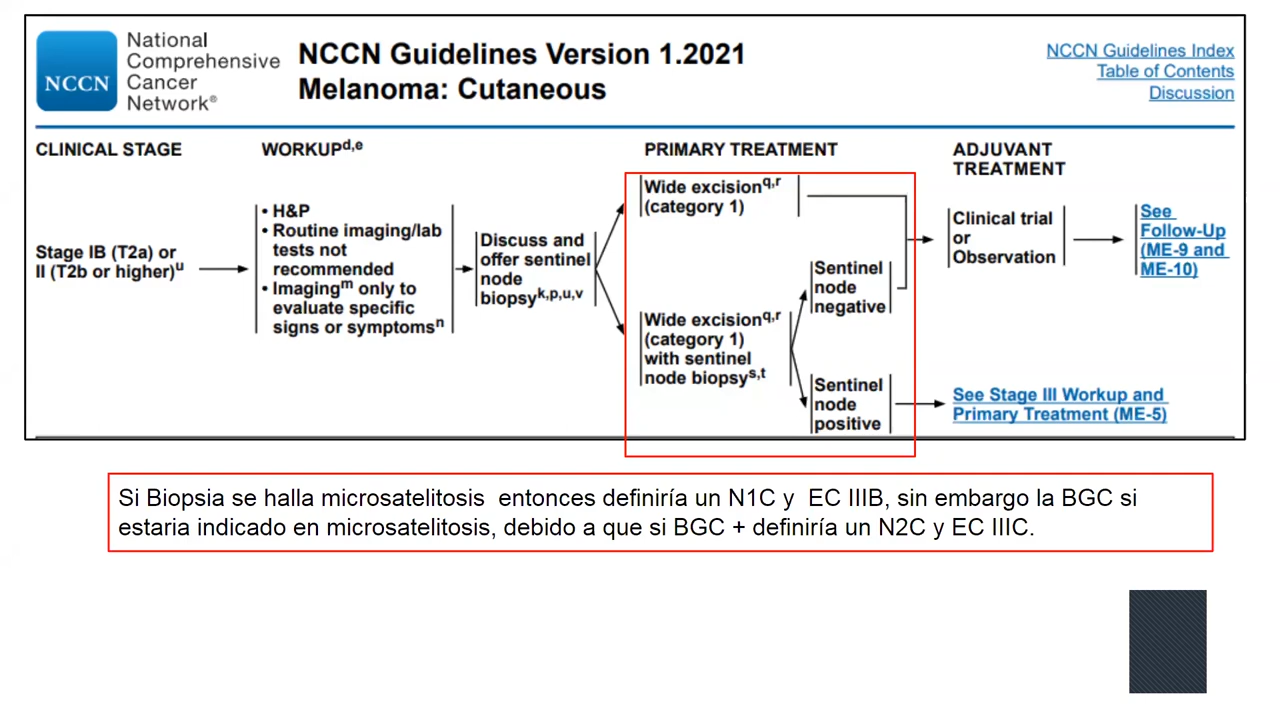 NCCN
National
Comprehensive
Cancer
Network®
NCCN Guidelines Version 1.2021
Melanoma: Cutaneous
NCCN Guidelines Index
Table of Contents
Discussion
CLINICAL STAGE
WORKUPd,e
PRIMARY TREATMENT
ADJUVANT
TREATMENT
Stage IB (T2a) or
II (T2b or higher)u
• H&P
• Routine imaging/lab
tests not
recommended
• Imagingm only to
evaluate specific
signs or symptomsn
Discuss and
offer sentinel
node
biopsyk,p,u,v
Wide excisionq,r
(category 1)
Wide excisionq,r
(category 1)
with sentinel
node biopsys,t
Sentinel
node
negative
Sentinel
node
positive
Clinical trial
or
Observation
See
Follow-Up
(ME-9 and
ME-10)
See Stage III Workup and
Primary Treatment (ME-5)
Si Biopsia se halla microsatelitosis entonces definiría un N1C y EC IIIB, sin embargo la BGC si
estaria indicado en microsatelitosis, debido a que si BGC + definiría un N2C y EC IIIC.